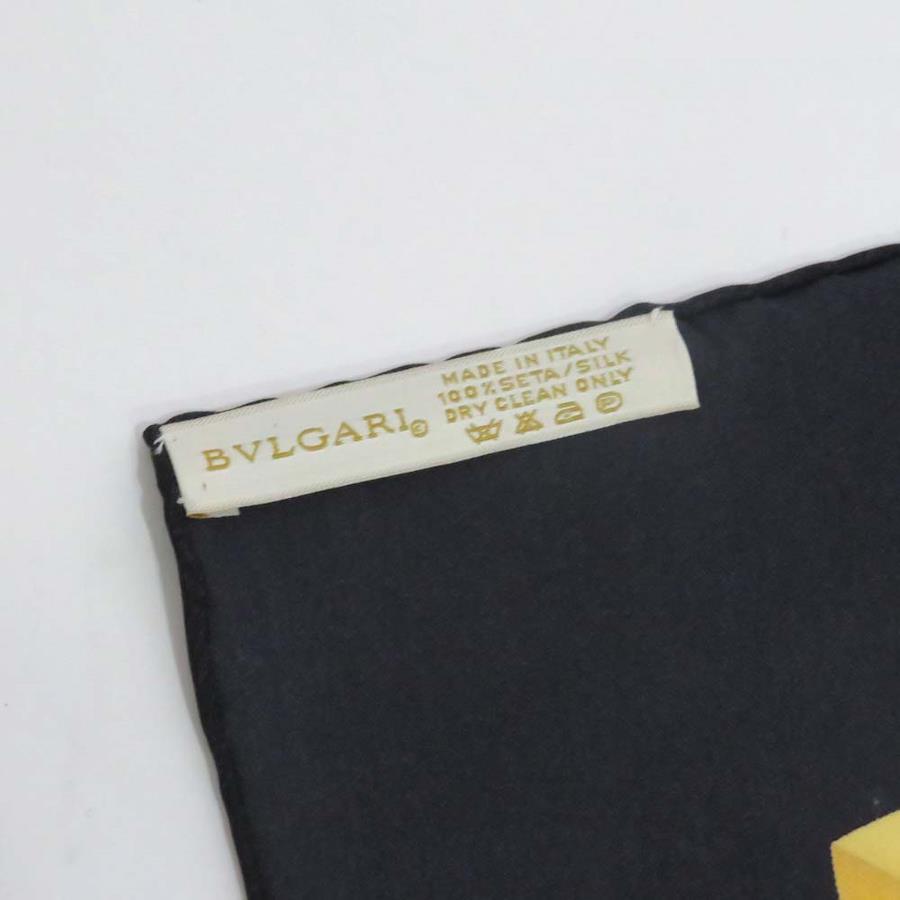 BVLGARI©
MADE IN ITALY
100% SETA/SILK
DRY CLEAN ONLY
P